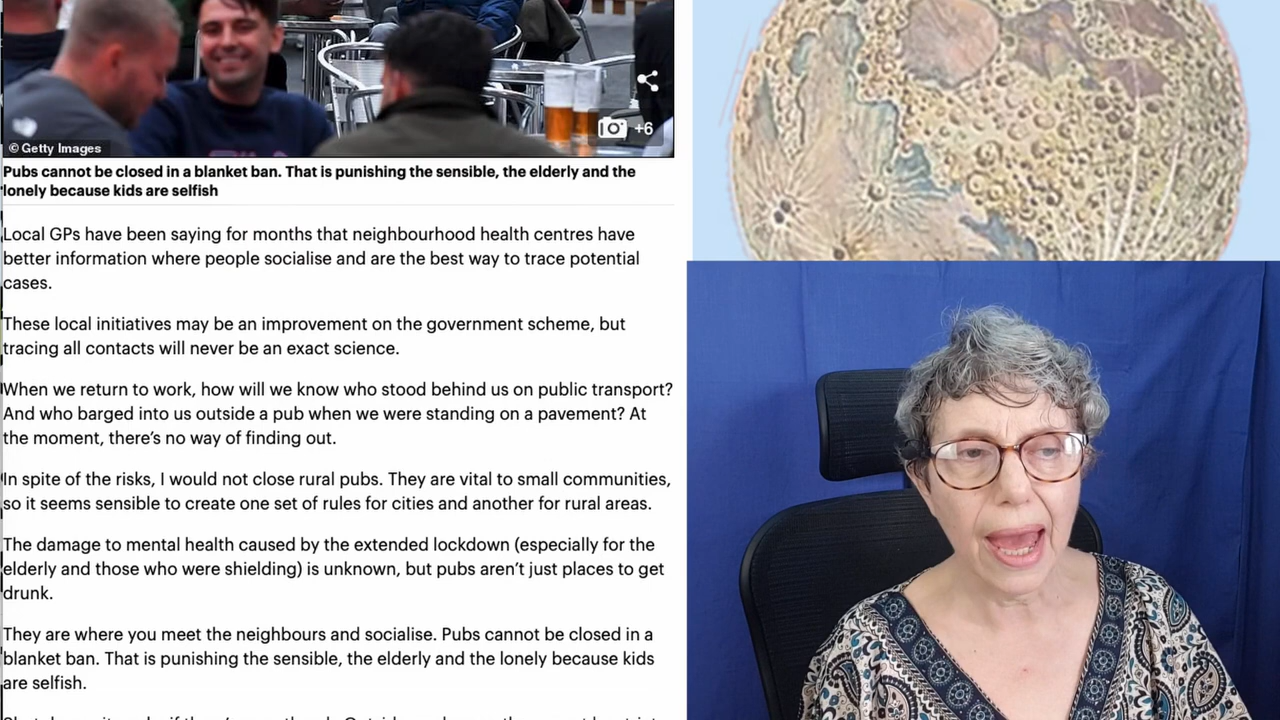 © Getty Images
+6
Pubs cannot be closed in a blanket ban. That is punishing the sensible, the elderly and the
lonely because kids are selfish
Local GPs have been saying for months that neighbourhood health centres have
better information where people socialise and are the best way to trace potential
cases.
These local initiatives may be an improvement on the government scheme, but
tracing all contacts will never be an exact science.
When we return to work, how will we know who stood behind us on public transport?
And who barged into us outside a pub when we were standing on a pavement? At
the moment, there's no way of finding out.
In spite of the risks, I would not close rural pubs. They are vital to small communities,
so it seems sensible to create one set of rules for cities and another for rural areas.
The damage to mental health caused by the extended lockdown (especially for the
elderly and those who were shielding) is unknown, but pubs aren't just places to get
drunk.
They are where you meet the neighbours and socialise. Pubs cannot be closed in a
blanket ban. That is punishing the sensible, the elderly and the lonely because kids
are selfish.